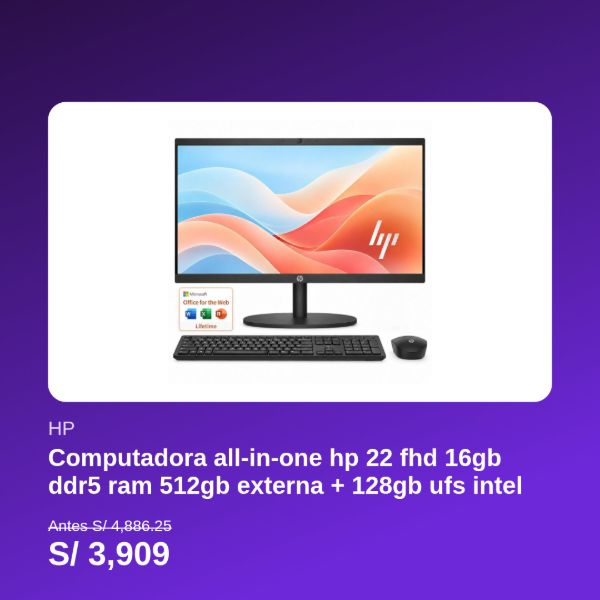 hp
hp
Microsoft
Office for the Web
W X P
Lifetime
HP
Computadora all-in-one hp 22 fhd 16gb
ddr5 ram 512gb externa + 128gb ufs intel
Antes S/ 4,886.25
S/ 3,909